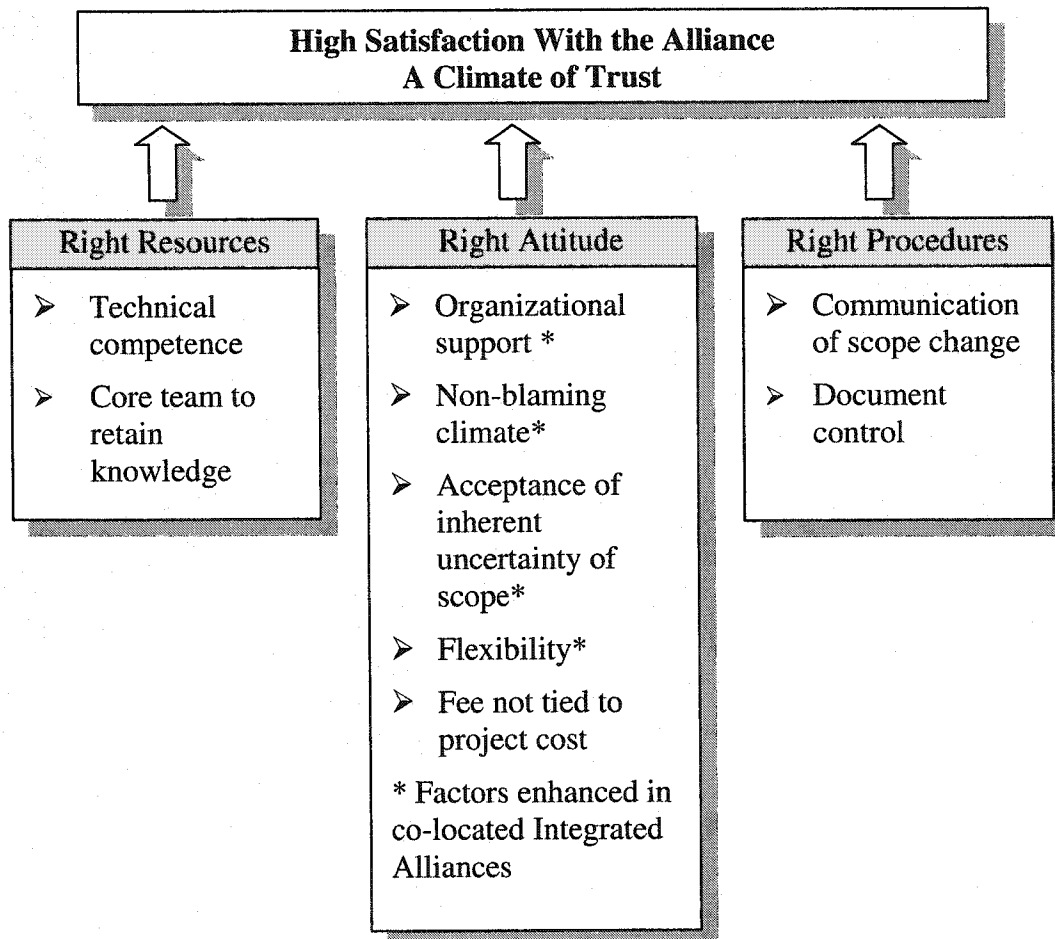 High Satisfaction With the Alliance
A Climate of Trust
Right Resources
➢ Technical
competence
➢ Core team to
retain
knowledge
Right Attitude
➢ Organizational
support *
➢ Non-blaming
climate*
➢ Acceptance of
inherent
uncertainty of
scope*
➢ Flexibility*
➢ Fee not tied to
project cost
* Factors enhanced in
co-located Integrated
Alliances
Right Procedures
➢ Communication
of scope change
➢ Document
control